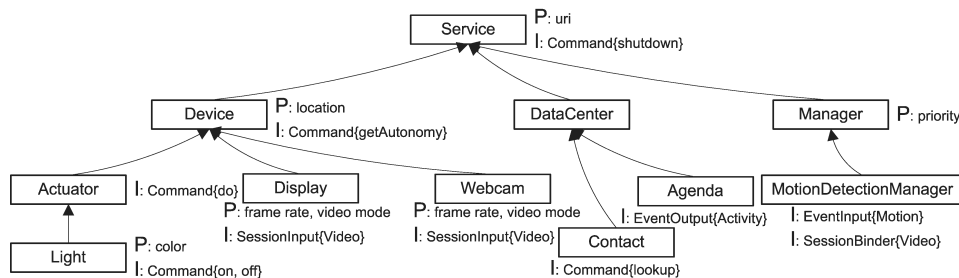 Service
P: uri
I: Command{shutdown}
Device
P: location
I: Command{getAutonomy}
DataCenter
Manager
P: priority
Actuator
I: Command{do}
Display
P: frame rate, video mode
I: SessionInput{Video}
Webcam
P: frame rate, video mode
I: SessionInput{Video}
Agenda
I: EventOutput{Activity}
MotionDetectionManager
I: EventInput{Motion}
I: SessionBinder{Video}
Light
P: color
I: Command{on, off}
Contact
I: Command{lookup}